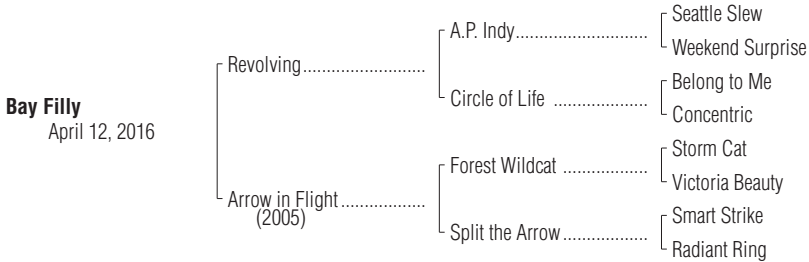 Bay Filly
April 12, 2016
Revolving
Arrow in Flight
(2005)
A.P. Indy
Circle of Life
Forest Wildcat
Split the Arrow
Seattle Slew
Weekend Surprise
Belong to Me
Concentric
Storm Cat
Victoria Beauty
Smart Strike
Radiant Ring